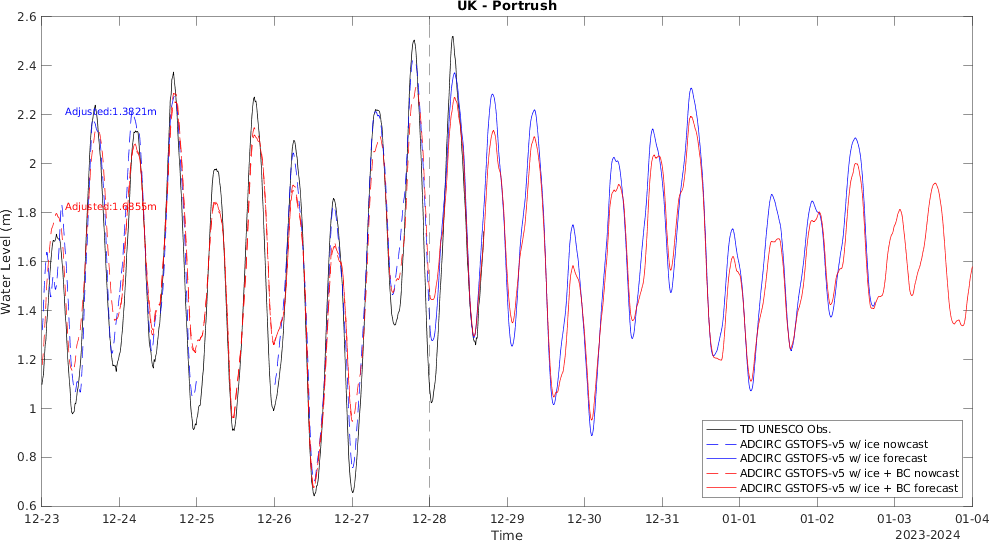 UK - Portrush
2.6
2.4
2.2
2
1.8
1.6
1.4
1.2
1
0.8
0.6
Water Level (m)
Adjusted:1.3821m
Adjusted:1.6355m
TD UNESCO Obs.
ADCIRC GSTOFS-v5 w/ ice nowcast
ADCIRC GSTOFS-v5 w/ ice forecast
ADCIRC GSTOFS-v5 w/ ice + BC nowcast
ADCIRC GSTOFS-v5 w/ ice + BC forecast
12-23 12-24 12-25 12-26 12-27 12-28 12-29 12-30 12-31 01-01 01-02 01-03 01-04
Time
2023-2024